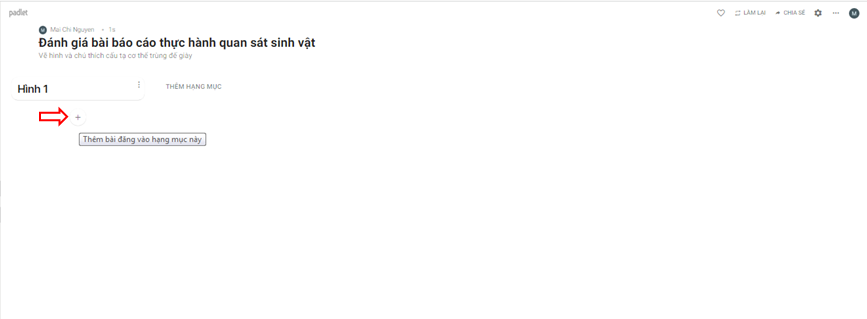 padlet
LÀM LẠI
CHIA SẺ
M
M Mai Chi Nguyen • 1s
Đánh giá bài báo cáo thực hành quan sát sinh vật
Vẽ hình và chú thích cấu tạ cơ thể trùng đế giày
Hình 1
THÊM HẠNG MỤC
Thêm bài đăng vào hạng mục này